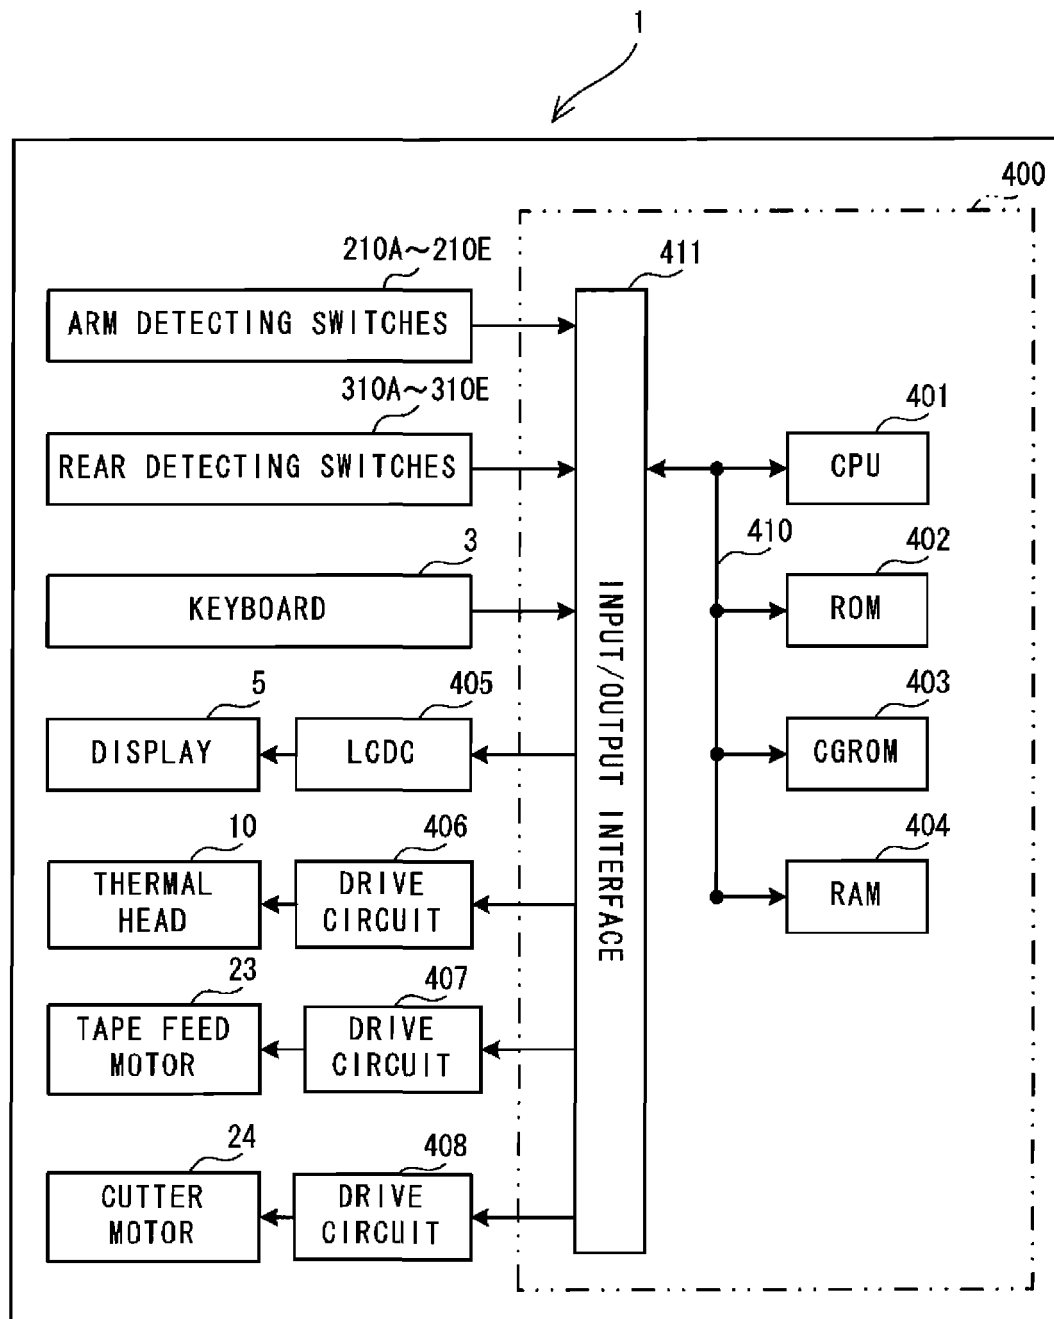 1
400
210A~210E
411
ARM DETECTING SWITCHES
310A~310E
401
REAR DETECTING SWITCHES
CPU
410
402
3
KEYBOARD
ROM
INPUT/OUTPUT INTERFACE
5
405
403
DISPLAY
LCDC
CGROM
10
406
404
THERMAL
HEAD
DRIVE
CIRCUIT
RAM
23
407
TAPE FEED
MOTOR
DRIVE
CIRCUIT
24
408
CUTTER
MOTOR
DRIVE
CIRCUIT